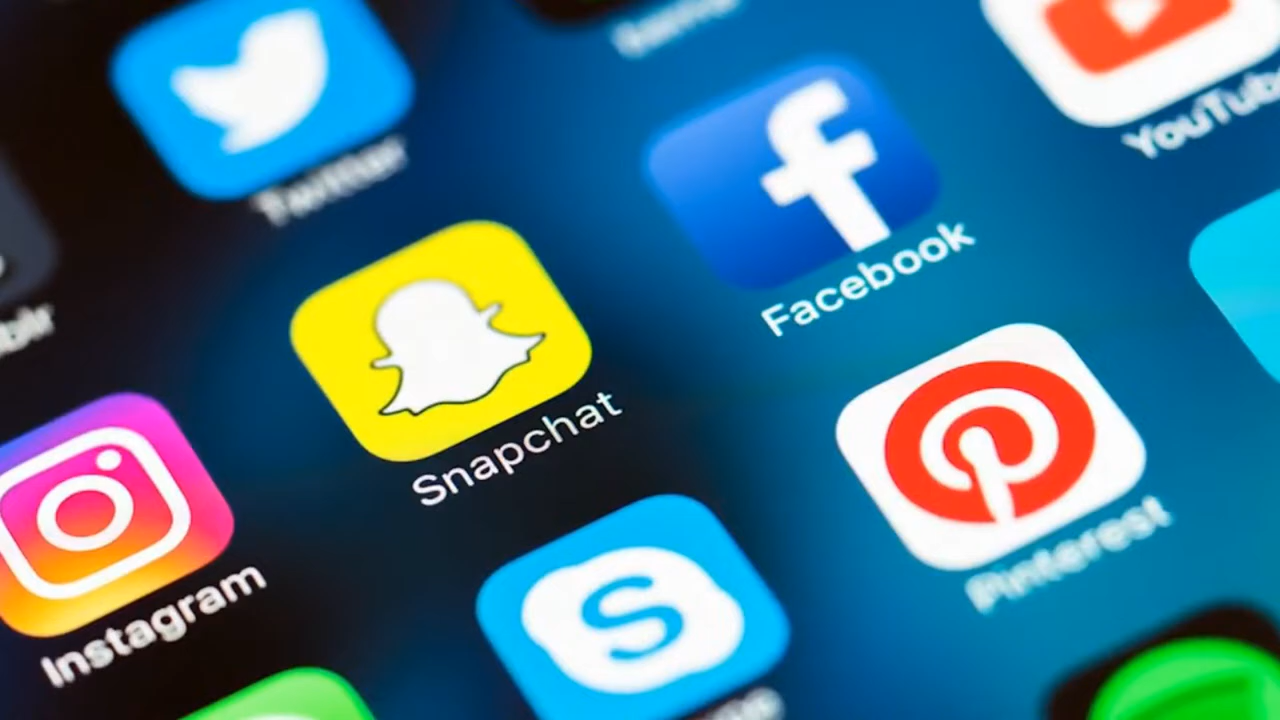 Twitter
Facebook
YouTube
Snapchat
Pinterest
Instagram